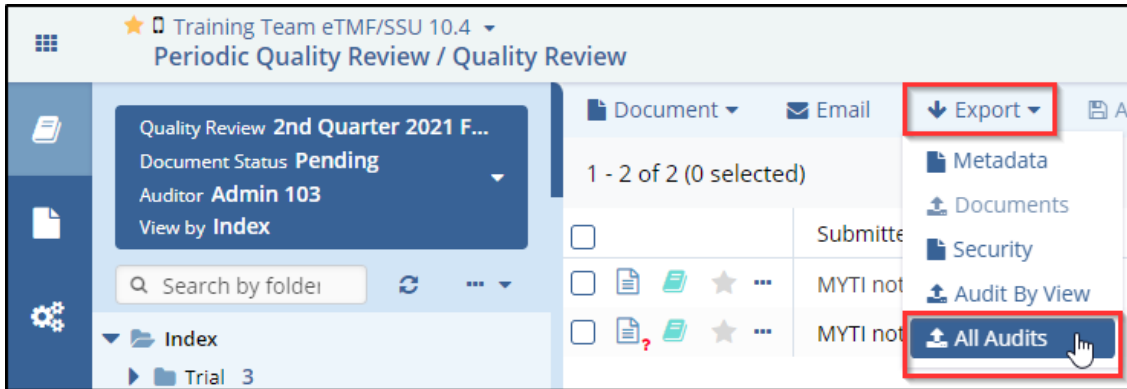 Training Team eTMF/SSU 10.4
Periodic Quality Review / Quality Review
Quality Review 2nd Quarter 2021 F...
Document Status Pending
Auditor Admin 103
View by Index
Search by folder
Index
Trial 3
Document
Email
Export
A
1 - 2 of 2 (0 selected)
Submitte
MYTI not
MYTI not
Metadata
Documents
Security
Audit By View
All Audits